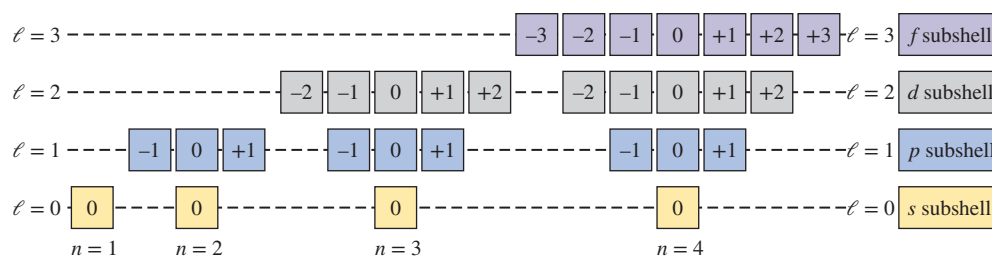 ℓ = 3 –3 –2 –1 0 +1 +2 +3 ℓ = 3 f subshell
ℓ = 2 –2 –1 0 +1 +2 –2 –1 0 +1 +2 ℓ = 2 d subshell
ℓ = 1 –1 0 +1 –1 0 +1 –1 0 +1 ℓ = 1 p subshell
ℓ = 0 0 0 0 0 ℓ = 0 s subshell
n = 1 n = 2 n = 3 n = 4